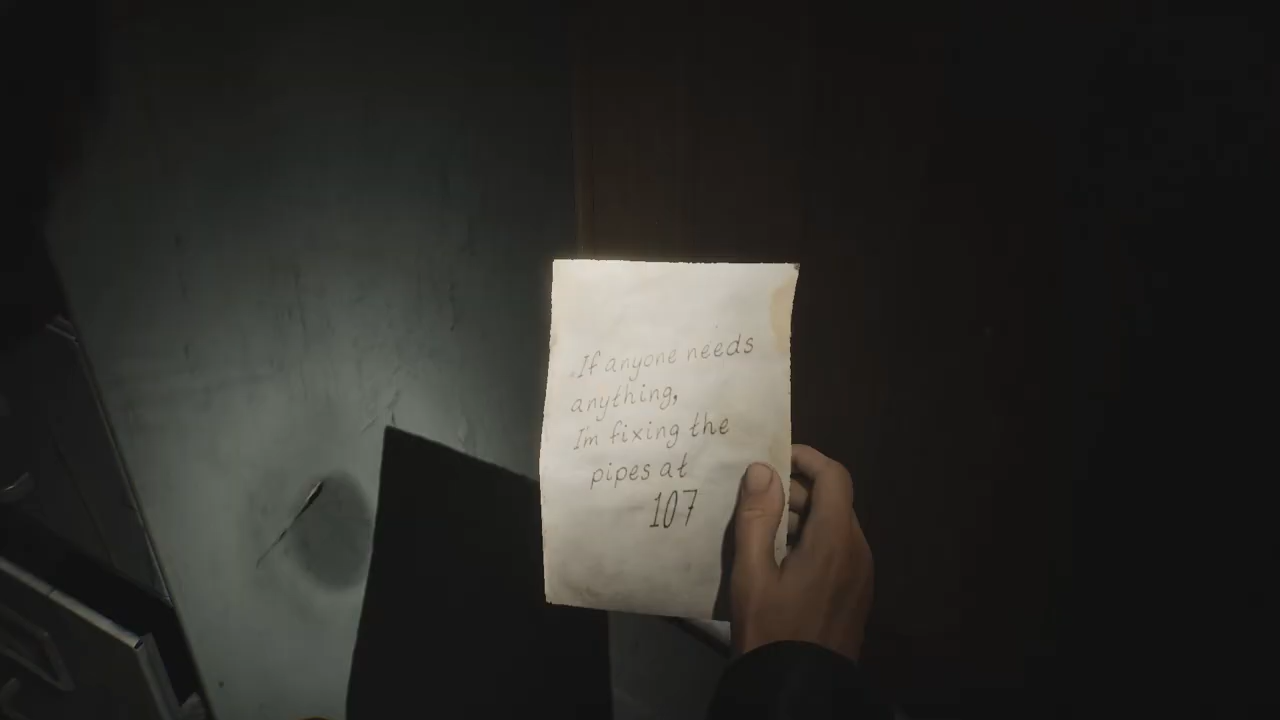 If anyone needs
anything,
I'm fixing the
pipes at
107